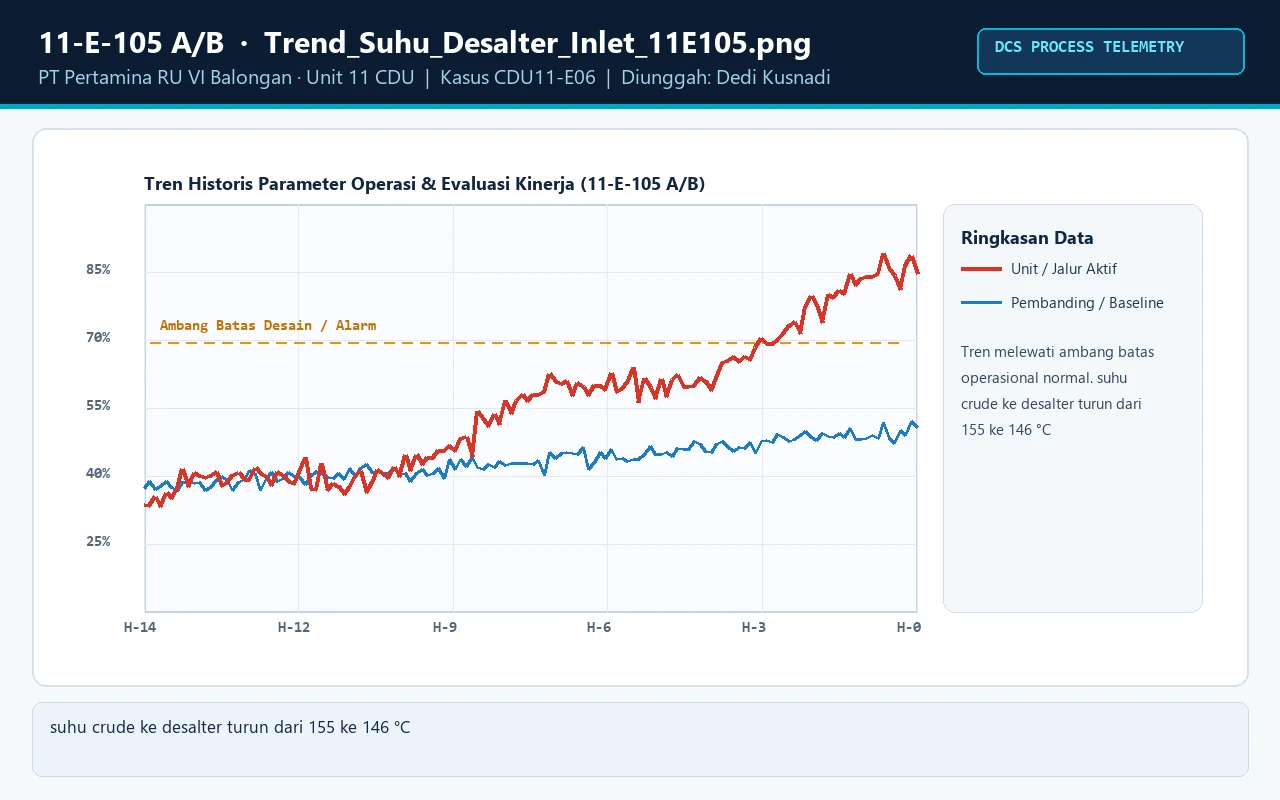 11-E-105 A/B · Trend_Suhu_Desalter_Inlet_11E105.png
DCS PROCESS TELEMETRY
PT Pertamina RU VI Balongan · Unit 11 CDU | Kasus CDU11-E06 | Diunggah: Dedi Kusnadi
Tren Historis Parameter Operasi & Evaluasi Kinerja (11-E-105 A/B)
85%
70%
55%
40%
25%
Ambang Batas Desain / Alarm
H-14
H-12
H-9
H-6
H-3
H-0
Ringkasan Data
Unit / Jalur Aktif
Pembanding / Baseline
Tren melewati ambang batas
operasional normal. suhu
crude ke desalter turun dari
155 ke 146 °C
suhu crude ke desalter turun dari 155 ke 146 °C